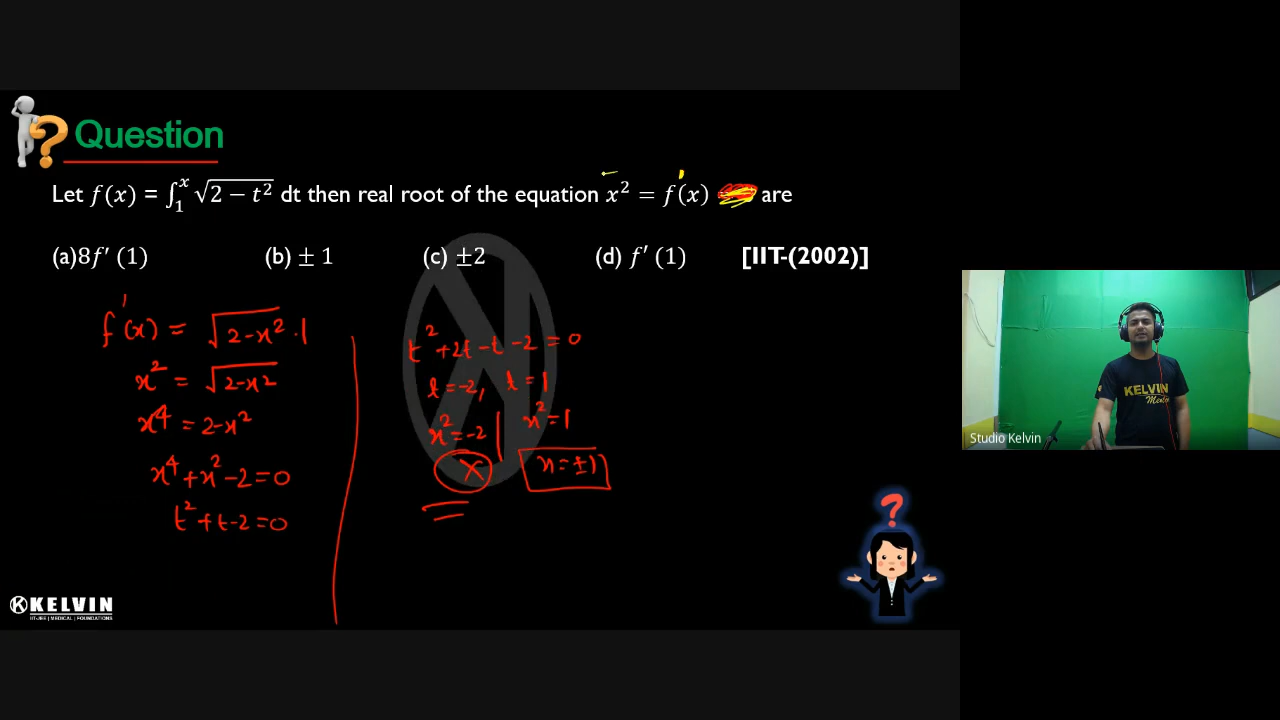 Question
Let f(x) = ∫₁ˣ √(2 − t²) dt then real root of the equation x² = f'(x) are
(a)8f′ (1) (b) ± 1 (c) ±2 (d) f′ (1) [IIT-(2002)]
f'(x) = √(2-x²) · 1
x² = √(2-x²)
x⁴ = 2-x²
x⁴ + x² - 2 = 0
t² + t - 2 = 0
t² + 2t - t - 2 = 0
t = -2, t = 1
x² = -2 | x² = 1
X x = ±1
KELVIN
IIT-JEE | MEDICAL | FOUNDATIONS
KELVIN
Mentor
Studio Kelvin